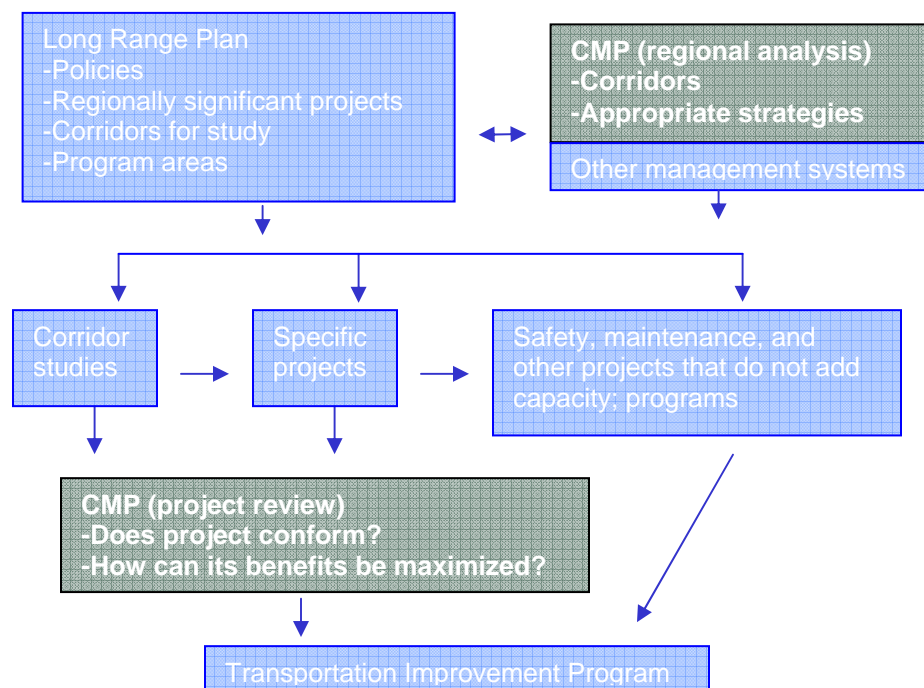 Long Range Plan
-Policies
-Regionally significant projects
-Corridors for study
-Program areas
CMP (regional analysis)
-Corridors
-Appropriate strategies
Other management systems
Corridor
studies
Specific
projects
Safety, maintenance, and
other projects that do not add
capacity; programs
CMP (project review)
-Does project conform?
-How can its benefits be maximized?
Transportation Improvement Program